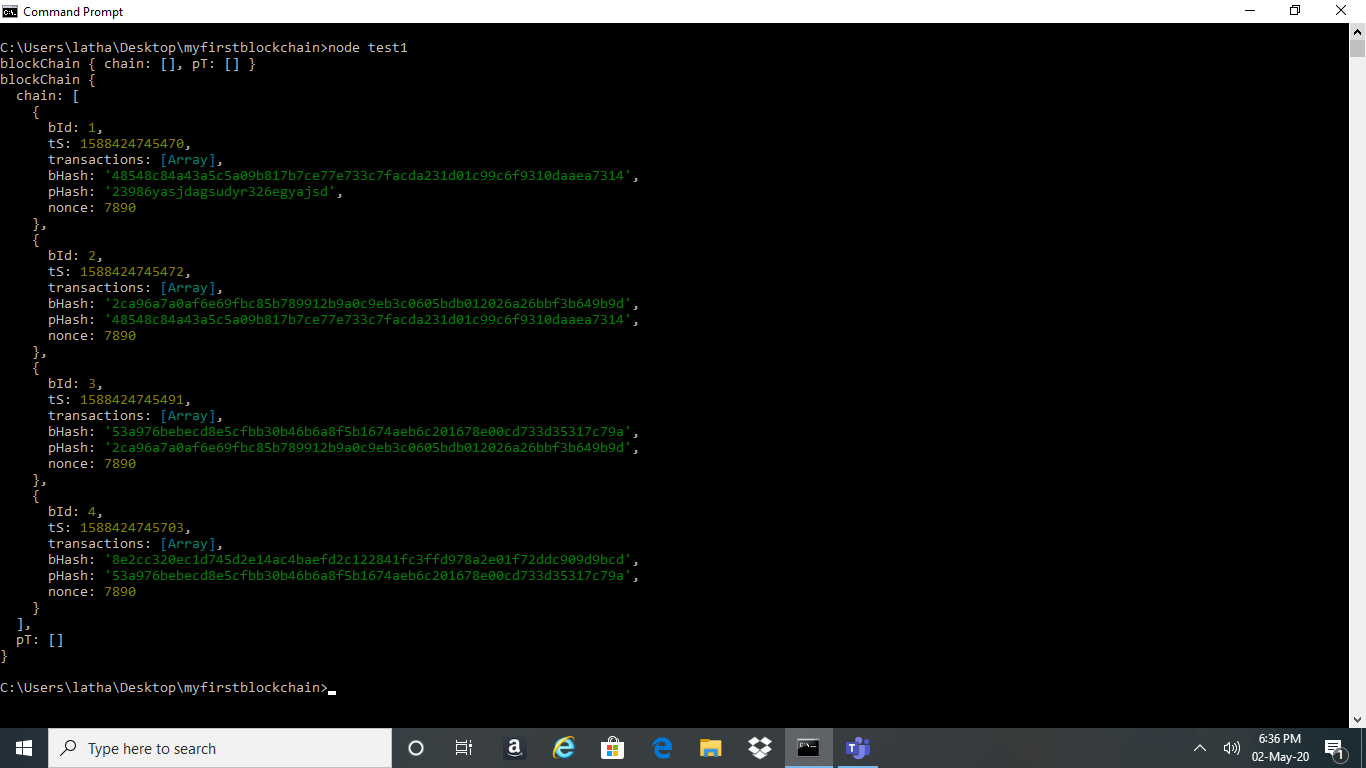 Command Prompt
C:\Users\latha\Desktop\myfirstblockchain>node test1
blockChain { chain: [], pT: [] }
blockChain {
  chain: [
    {
      bId: 1,
      tS: 1588424745470,
      transactions: [Array],
      bHash: '48548c84a43a5c5a09b817b7ce77e733c7facda231d01c99c6f9310daaea7314',
      pHash: '23986yasjdagsudyr326egyajsd',
      nonce: 7890
    },
    {
      bId: 2,
      tS: 1588424745472,
      transactions: [Array],
      bHash: '2ca96a7a0af6e69fbc85b789912b9a0c9eb3c0605bdb012026a26bbf3b649b9d',
      pHash: '48548c84a43a5c5a09b817b7ce77e733c7facda231d01c99c6f9310daaea7314',
      nonce: 7890
    },
    {
      bId: 3,
      tS: 1588424745491,
      transactions: [Array],
      bHash: '53a976bebecd8e5cfbb30b46b6a8f5b1674aeb6c201678e00cd733d35317c79a',
      pHash: '2ca96a7a0af6e69fbc85b789912b9a0c9eb3c0605bdb012026a26bbf3b649b9d',
      nonce: 7890
    },
    {
      bId: 4,
      tS: 1588424745703,
      transactions: [Array],
      bHash: '8e2cc320ec1d745d2e14ac4baefd2c122841fc3ffd978a2e01f72ddc909d9bcd',
      pHash: '53a976bebecd8e5cfbb30b46b6a8f5b1674aeb6c201678e00cd733d35317c79a',
      nonce: 7890
    }
  ],
  pT: []
}
C:\Users\latha\Desktop\myfirstblockchain>
Type here to search
6:36 PM
02-May-20
1